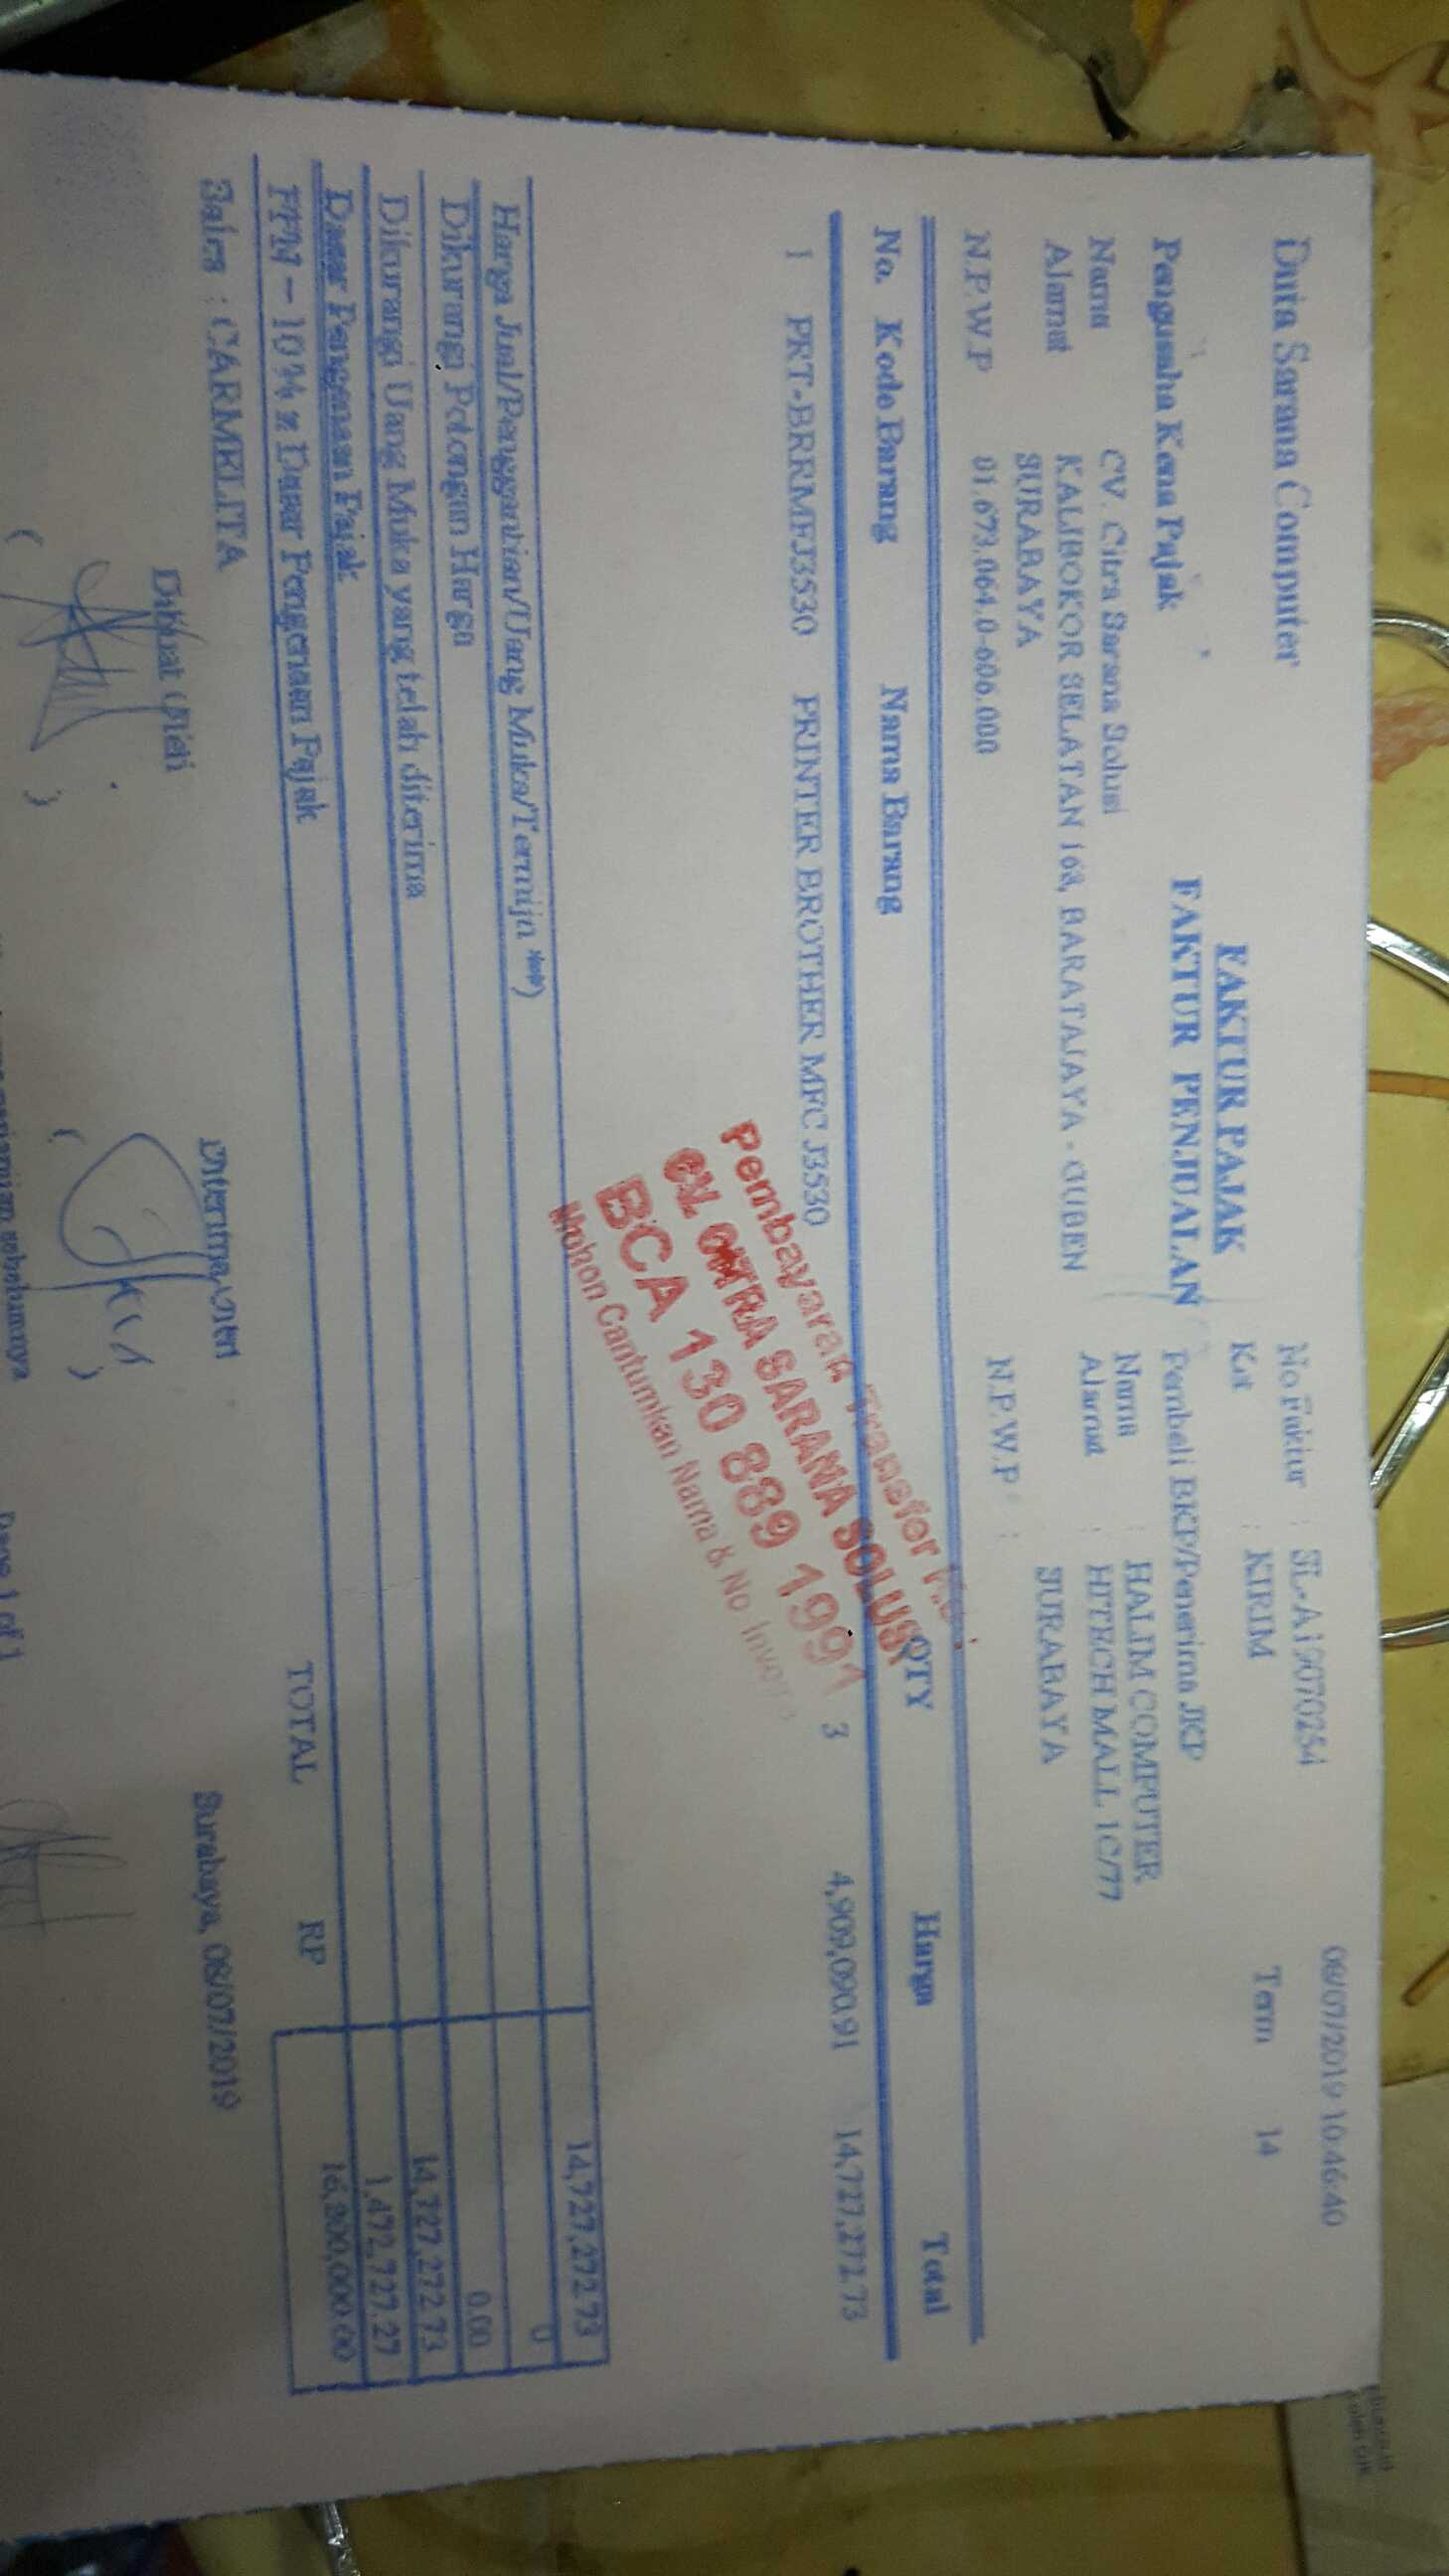 08/07/2019 10:46:40
Duta Sarana Computer
No Faktur : SL-A19070254
FAKTUR PAJAK
Ket : KIRIM
Term 14
FAKTUR PENJUALAN
Pengusaha Kena Pajak
Pembeli BKP/Penerima JKP
Nama CV. Citra Sarana Solusi
Nama : HALIM COMPUTER
Alamat KALIBOKOR SELATAN 168, BARATAJAYA - GUBEN
Alamat : HITECH MALL 1C/77
SURABAYA
SURABAYA
N.P.W.P 01.673.064.0-606.000
N.P.W.P :
No. Kode Barang Nama Barang QTY Harga Total
1 PRT-BRRMFJ3530 PRINTER BROTHER MFC J3530 3 4,909,090.91 14,727,272.73
Pembayaran Transfer
CV. CITRA SARANA SOLUSI
BCA 130 889 1991
Mohon Cantumkan Nama & No
Harga Jual/Penggantian/Uang Muka/Termijn **) 14,727,272.73
Dikurangi Potongan Harga 0
Dikurangi Uang Muka yang telah diterima 0.00
Dasar Pengenaan Pajak 14,727,272.73
PPN = 10 % x Dasar Pengenaan Pajak 1,472,727.27
TOTAL RP 16,200,000.00
Sales : CARMELITA
Surabaya, 08/07/2019
Dibuat Oleh
Diterima Oleh
sebelumnya
Page 1 of 1